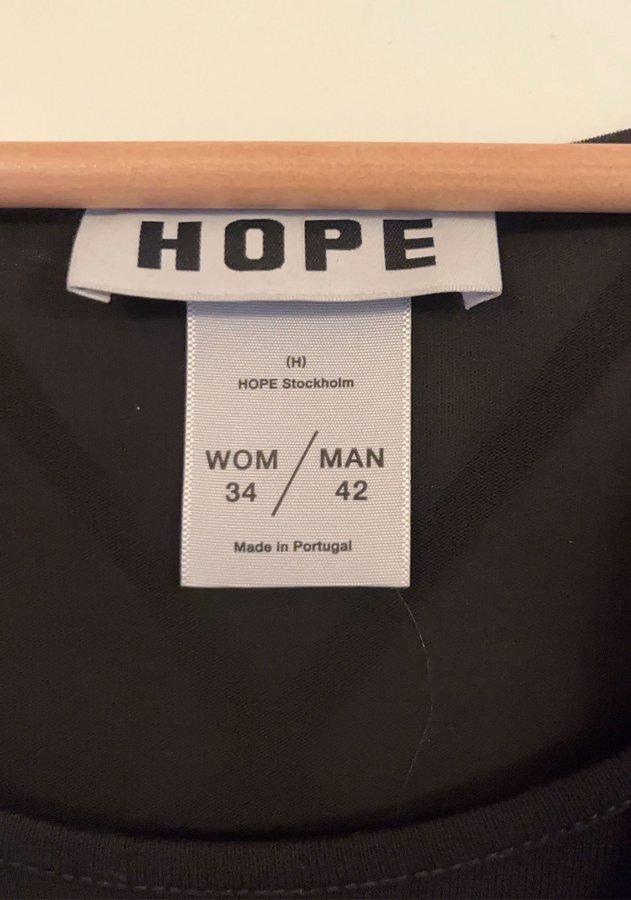 HOPE
(H)
HOPE Stockholm
WOM / MAN
34 42
Made in Portugal